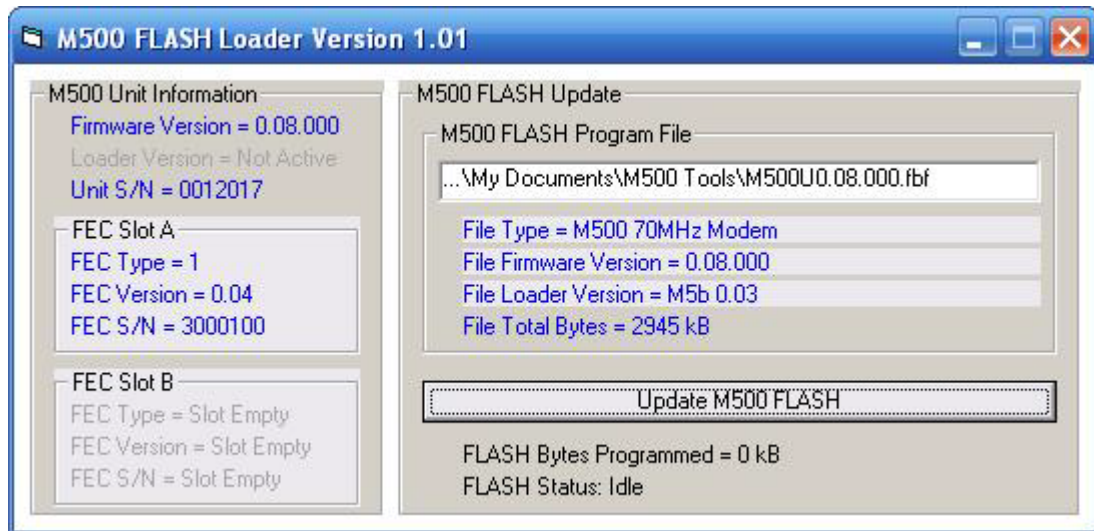 M500 FLASH Loader Version 1.01
M500 Unit Information
Firmware Version = 0.08.000
Loader Version = Not Active
Unit S/N = 0012017
FEC Slot A
FEC Type = 1
FEC Version = 0.04
FEC S/N = 3000100
FEC Slot B
FEC Type = Slot Empty
FEC Version = Slot Empty
FEC S/N = Slot Empty
M500 FLASH Update
M500 FLASH Program File
...\My Documents\M500 Tools\M500U0.08.000.fbf
File Type = M500 70MHz Modem
File Firmware Version = 0.08.000
File Loader Version = M5b 0.03
File Total Bytes = 2945 kB
Update M500 FLASH
FLASH Bytes Programmed = 0 kB
FLASH Status: Idle